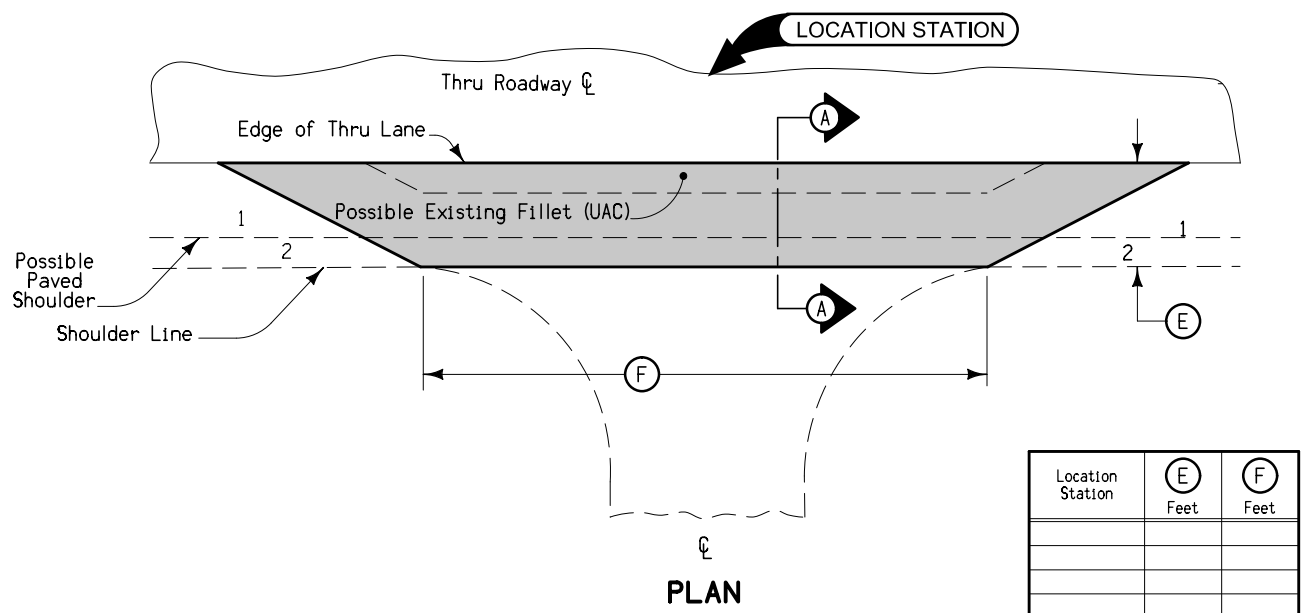 LOCATION STATION
Thru Roadway ℄
A
Edge of Thru Lane
Possible Existing Fillet (UAC)
1
1
2
2
Possible
Paved
Shoulder
Shoulder Line
A
E
F
Location
Station
E
Feet
F
Feet
℄
PLAN